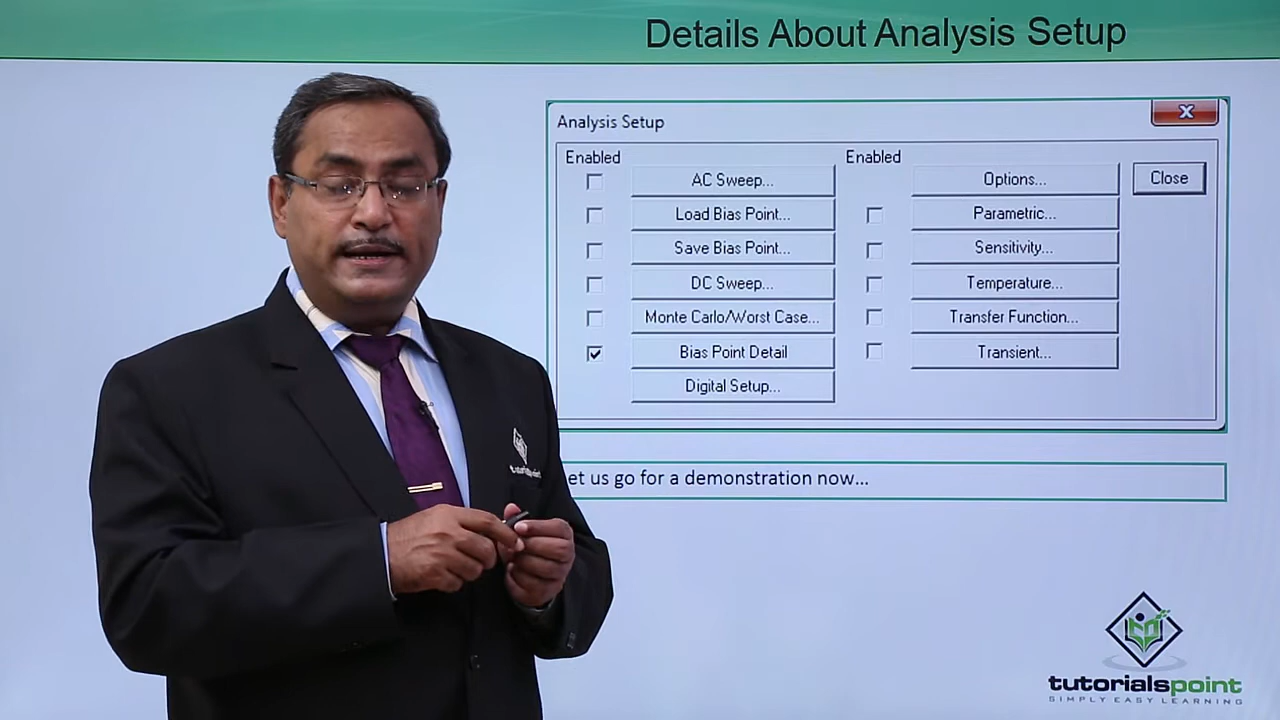 Details About Analysis Setup
Analysis Setup
X
Enabled
AC Sweep...
Load Bias Point...
Save Bias Point...
DC Sweep...
Monte Carlo/Worst Case...
Bias Point Detail
Digital Setup...
Enabled
Options...
Parametric...
Sensitivity...
Temperature...
Transfer Function...
Transient...
Close
et us go for a demonstration now...
tutorialspoint
SIMPLY EASY LEARNING